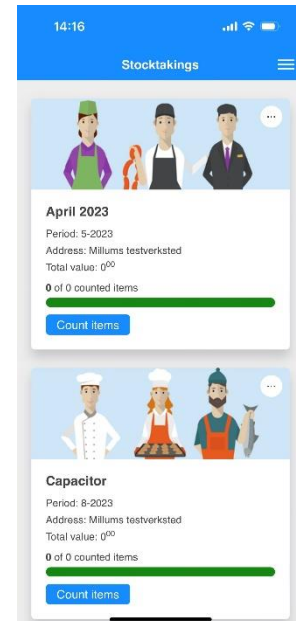 14:16
Stocktakings
...
April 2023
Period: 5-2023
Address: Millums testverksted
Total value: 0⁰⁰
0 of 0 counted items
Count items
...
Capacitor
Period: 8-2023
Address: Millums testverksted
Total value: 0⁰⁰
0 of 0 counted items
Count items